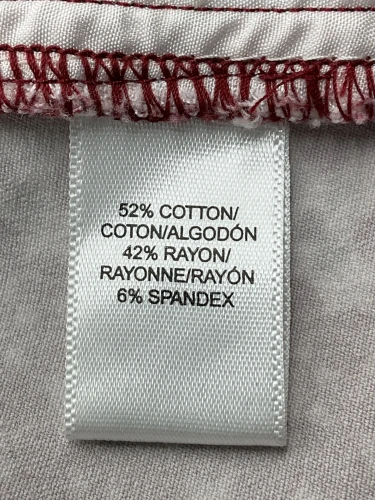 52% COTTON/
COTON/ALGODÓN
42% RAYON/
RAYONNE/RAYÓN
6% SPANDEX